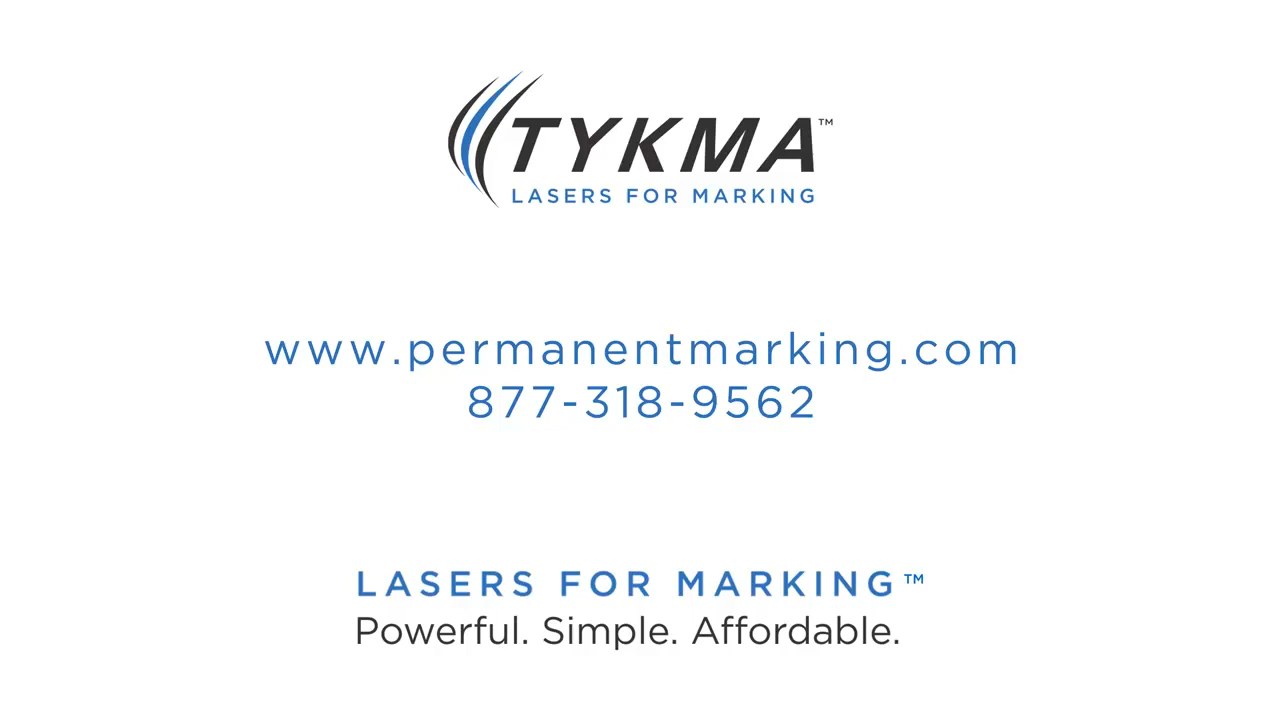 TYKMA™
LASERS FOR MARKING
www.permanentmarking.com
877-318-9562
LASERS FOR MARKING™
Powerful. Simple. Affordable.